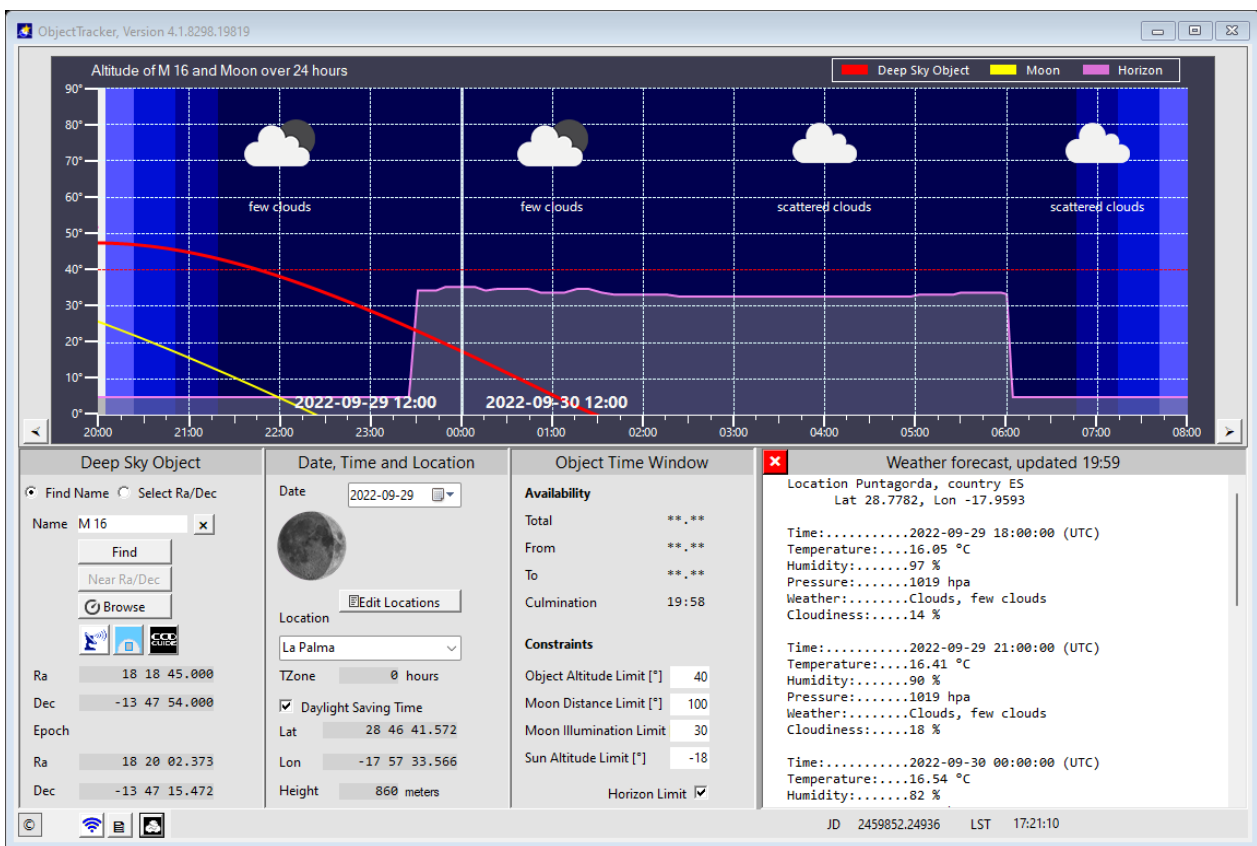 ObjectTracker, Version 4.1.8298.19819
Altitude of M 16 and Moon over 24 hours
Deep Sky Object Moon Horizon
90°
80°
70°
60°
50°
40°
30°
20°
10°
0°
few clouds few clouds scattered clouds scattered clouds
2022-09-29 12:00 2022-09-30 12:00
20:00 21:00 22:00 23:00 00:00 01:00 02:00 03:00 04:00 05:00 06:00 07:00 08:00
Deep Sky Object
Find Name Select Ra/Dec
Name M 16 x
Find
Near Ra/Dec
Browse
CCD
GUIDE
Ra 18 18 45.000
Dec -13 47 54.000
Epoch
Ra 18 20 02.373
Dec -13 47 15.472
Date, Time and Location
Date 2022-09-29
Edit Locations
Location
La Palma
TZone 0 hours
Daylight Saving Time
Lat 28 46 41.572
Lon -17 57 33.566
Height 860 meters
Object Time Window
Availability
Total **.**
From **.**
To **.**
Culmination 19:58
Constraints
Object Altitude Limit [°] 40
Moon Distance Limit [°] 100
Moon Illumination Limit 30
Sun Altitude Limit [°] -18
Horizon Limit
Weather forecast, updated 19:59
Location Puntagorda, country ES
Lat 28.7782, Lon -17.9593
Time:...........2022-09-29 18:00:00 (UTC)
Temperature:....16.05 °C
Humidity:.......97 %
Pressure:.......1019 hpa
Weather:........Clouds, few clouds
Cloudiness:.....14 %
Time:...........2022-09-29 21:00:00 (UTC)
Temperature:....16.41 °C
Humidity:.......90 %
Pressure:.......1019 hpa
Weather:........Clouds, few clouds
Cloudiness:.....18 %
Time:...........2022-09-30 00:00:00 (UTC)
Temperature:....16.54 °C
Humidity:.......82 %
© JD 2459852.24936 LST 17:21:10